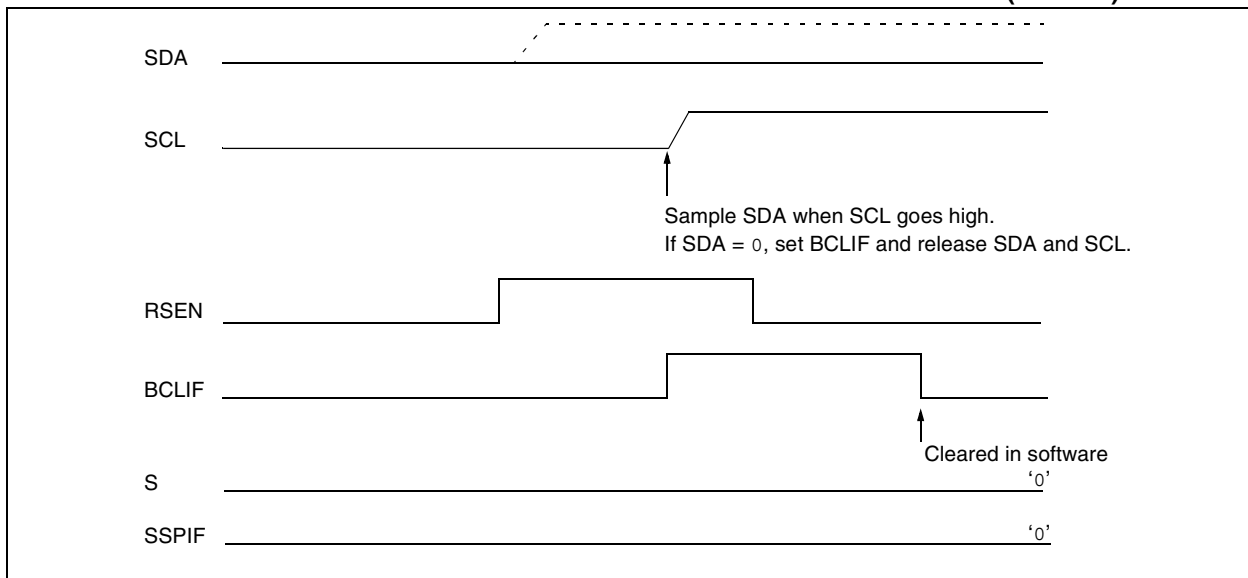 SDA
SCL
Sample SDA when SCL goes high.
If SDA = 0, set BCLIF and release SDA and SCL.
RSEN
BCLIF
Cleared in software
S
‘0’
SSPIF
‘0’